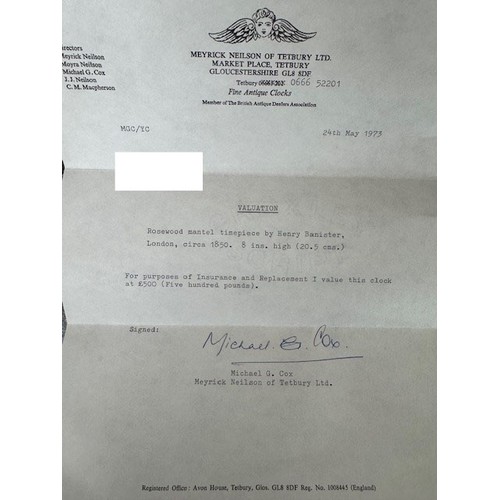 MEYRICK NEILSON OF TETBURY LTD.
MARKET PLACE, TETBURY
GLOUCESTERSHIRE GL8 8DF
Tetbury 0666 52201
Fine Antique Clocks
Member of The British Antique Dealers Association
irectors
Meyrick Neilson
Moyra Neilson
Michael G. Cox
J. I. Neilson
C. M. Macpherson
MGC/YC
24th May 1973
VALUATION
Rosewood mantel timepiece by Henry Banister,
London, circa 1850. 8 ins. high (20.5 cms.)
For purposes of Insurance and Replacement I value this clock
at £500 (Five hundred pounds).
Signed:
Michael G. Cox.
Michael G. Cox
Meyrick Neilson of Tetbury Ltd.
Registered Office : Avon House, Tetbury, Glos. GL8 8DF Reg. No. 1008445 (England)